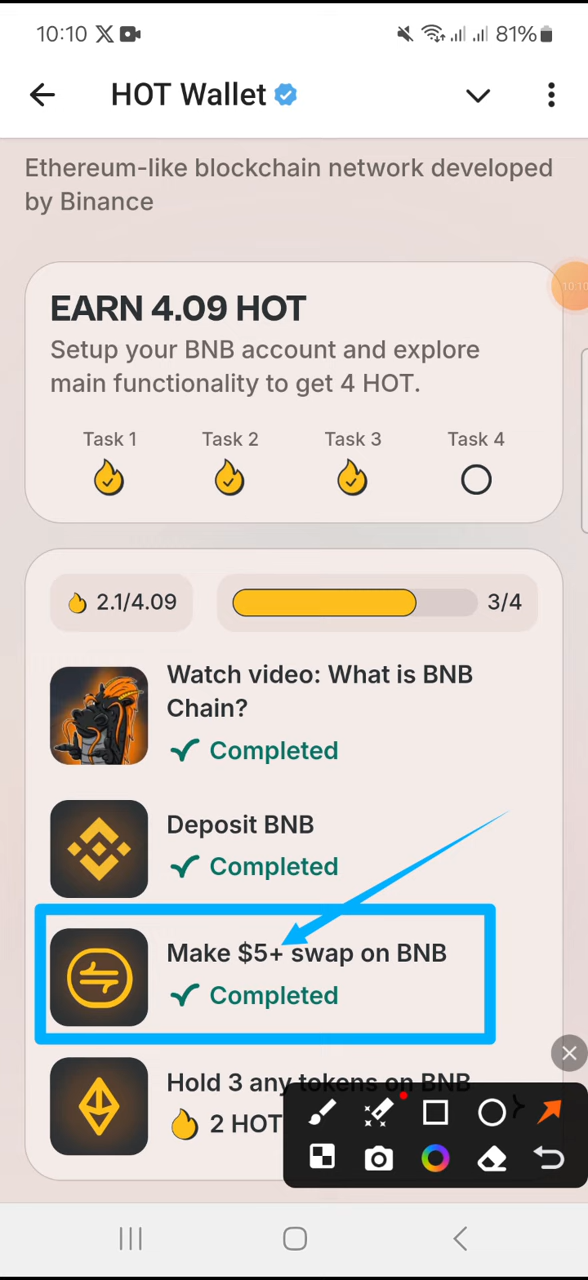 10:10 81%
HOT Wallet
Ethereum-like blockchain network developed
by Binance
10:10
EARN 4.09 HOT
Setup your BNB account and explore
main functionality to get 4 HOT.
Task 1 Task 2 Task 3 Task 4
2.1/4.09 3/4
Watch video: What is BNB
Chain?
Completed
Deposit BNB
Completed
Make $5+ swap on BNB
Completed
Hold 3 any tokens on BNB
2 HOT